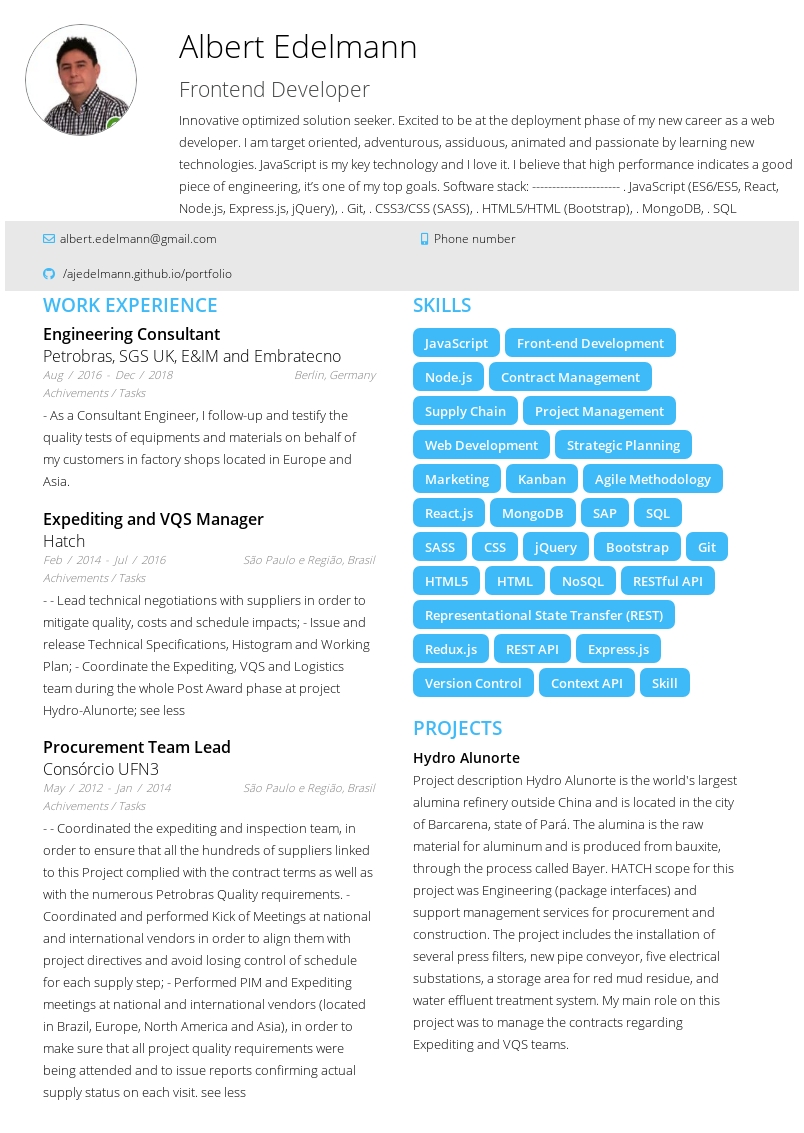 Albert Edelmann
Frontend Developer
Innovative optimized solution seeker. Excited to be at the deployment phase of my new career as a web
developer. I am target oriented, adventurous, assiduous, animated and passionate by learning new
technologies. JavaScript is my key technology and I love it. I believe that high performance indicates a good
piece of engineering, it’s one of my top goals. Software stack: ---------------------- . JavaScript (ES6/ES5, React,
Node.js, Express.js, jQuery), . Git, . CSS3/CSS (SASS), . HTML5/HTML (Bootstrap), . MongoDB, . SQL
albert.edelmann@gmail.com
Phone number
/ajedelmann.github.io/portfolio
WORK EXPERIENCE
Engineering Consultant
Petrobras, SGS UK, E&IM and Embratecno
Aug / 2016 - Dec / 2018 Berlin, Germany
Achivements / Tasks
- As a Consultant Engineer, I follow-up and testify the
quality tests of equipments and materials on behalf of
my customers in factory shops located in Europe and
Asia.
Expediting and VQS Manager
Hatch
Feb / 2014 - Jul / 2016 São Paulo e Região, Brasil
Achivements / Tasks
- - Lead technical negotiations with suppliers in order to
mitigate quality, costs and schedule impacts; - Issue and
release Technical Specifications, Histogram and Working
Plan; - Coordinate the Expediting, VQS and Logistics
team during the whole Post Award phase at project
Hydro-Alunorte; see less
Procurement Team Lead
Consórcio UFN3
May / 2012 - Jan / 2014 São Paulo e Região, Brasil
Achivements / Tasks
- - Coordinated the expediting and inspection team, in
order to ensure that all the hundreds of suppliers linked
to this Project complied with the contract terms as well as
with the numerous Petrobras Quality requirements. -
Coordinated and performed Kick of Meetings at national
and international vendors in order to align them with
project directives and avoid losing control of schedule
for each supply step; - Performed PIM and Expediting
meetings at national and international vendors (located
in Brazil, Europe, North America and Asia), in order to
make sure that all project quality requirements were
being attended and to issue reports confirming actual
supply status on each visit. see less
SKILLS
JavaScript Front-end Development
Node.js Contract Management
Supply Chain Project Management
Web Development Strategic Planning
Marketing Kanban Agile Methodology
React.js MongoDB SAP SQL
SASS CSS jQuery Bootstrap Git
HTML5 HTML NoSQL RESTful API
Representational State Transfer (REST)
Redux.js REST API Express.js
Version Control Context API Skill
PROJECTS
Hydro Alunorte
Project description Hydro Alunorte is the world's largest
alumina refinery outside China and is located in the city
of Barcarena, state of Pará. The alumina is the raw
material for aluminum and is produced from bauxite,
through the process called Bayer. HATCH scope for this
project was Engineering (package interfaces) and
support management services for procurement and
construction. The project includes the installation of
several press filters, new pipe conveyor, five electrical
substations, a storage area for red mud residue, and
water effluent treatment system. My main role on this
project was to manage the contracts regarding
Expediting and VQS teams.